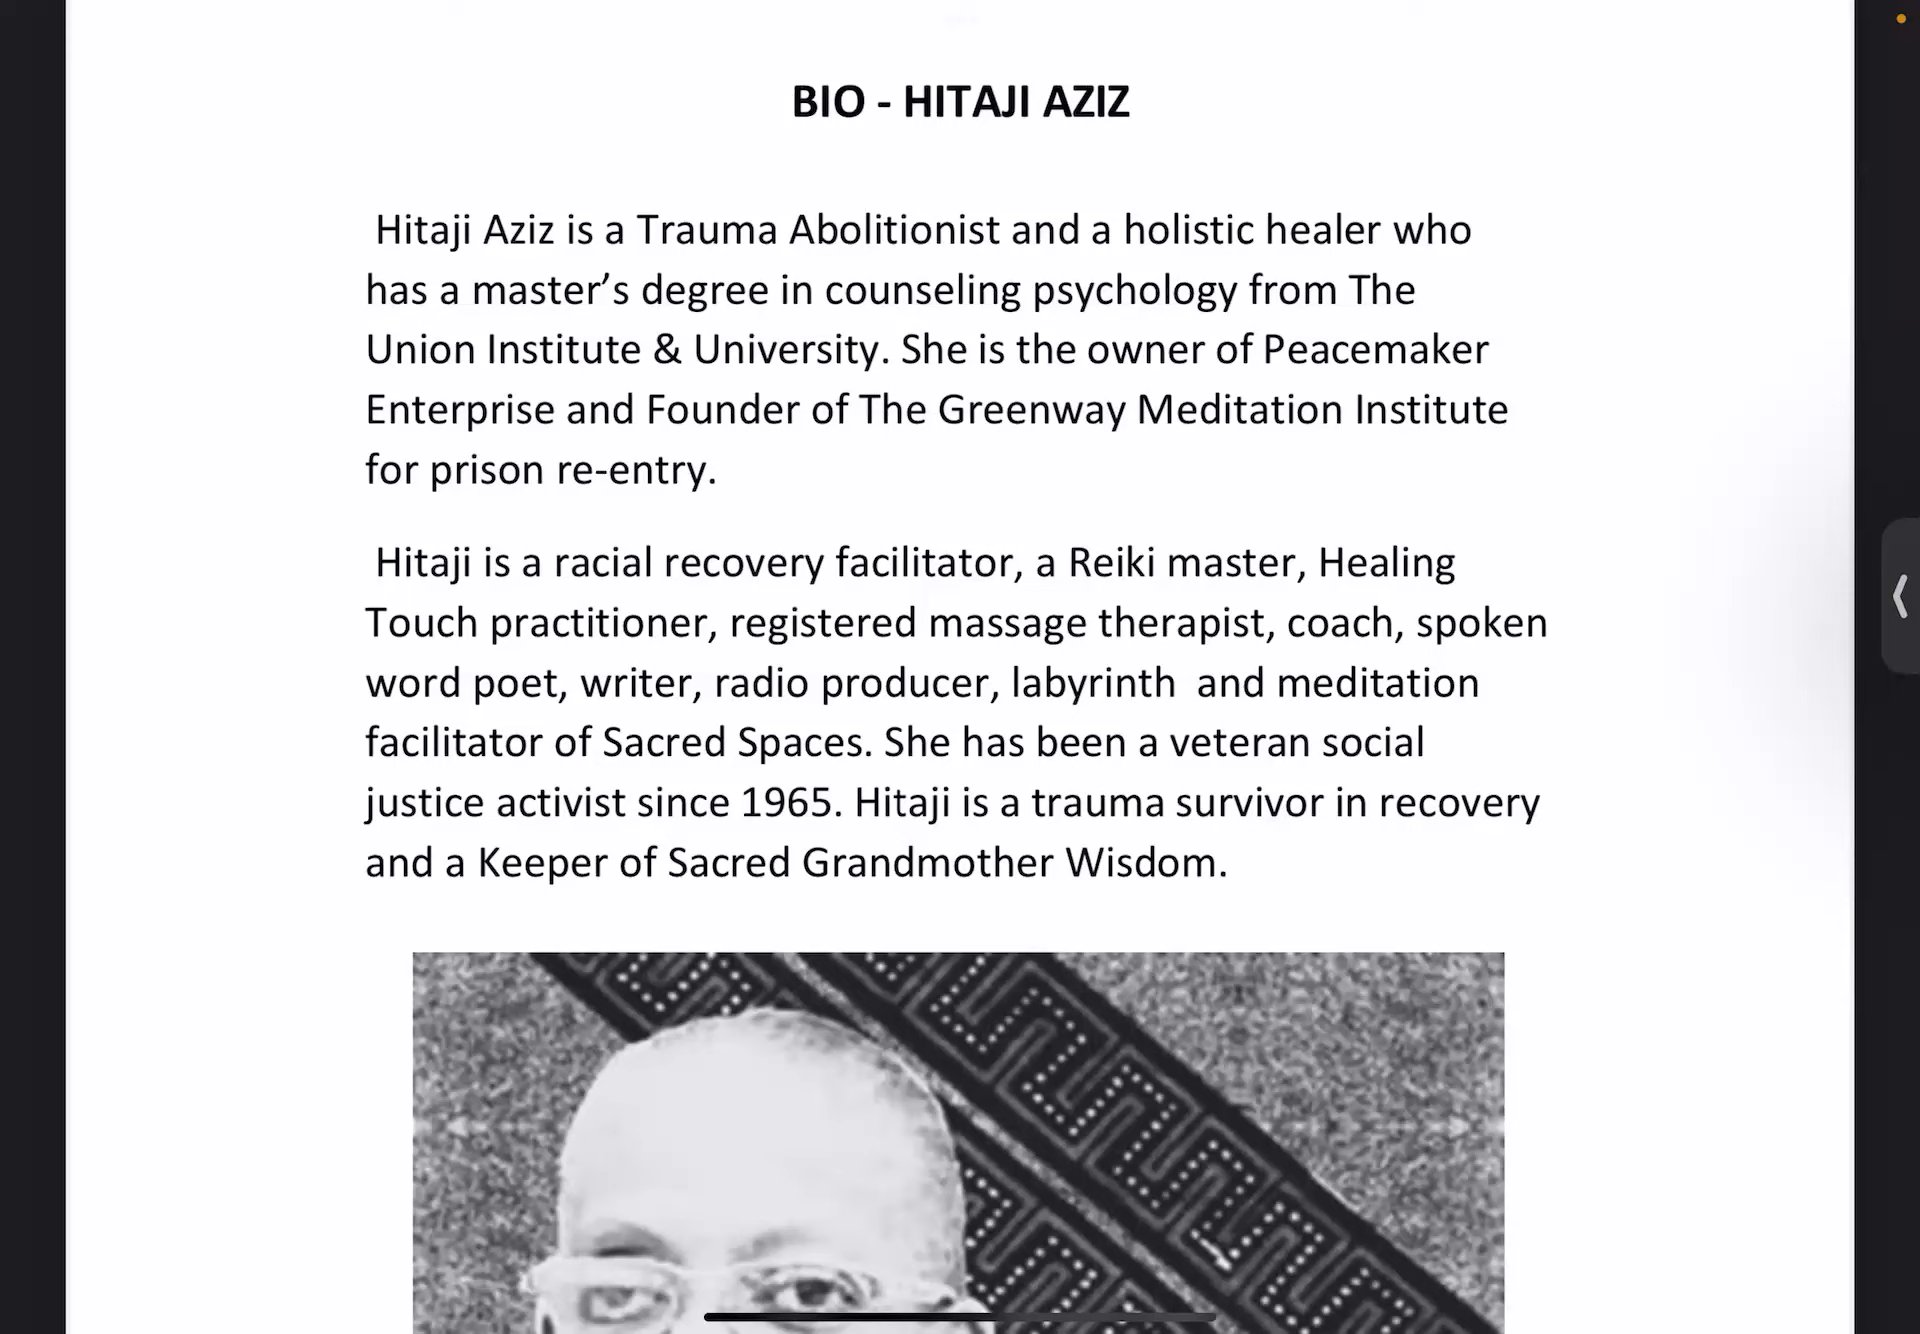 BIO - HITAJI AZIZ
Hitaji Aziz is a Trauma Abolitionist and a holistic healer who
has a master’s degree in counseling psychology from The
Union Institute & University. She is the owner of Peacemaker
Enterprise and Founder of The Greenway Meditation Institute
for prison re-entry.
Hitaji is a racial recovery facilitator, a Reiki master, Healing
Touch practitioner, registered massage therapist, coach, spoken
word poet, writer, radio producer, labyrinth  and meditation
facilitator of Sacred Spaces. She has been a veteran social
justice activist since 1965. Hitaji is a trauma survivor in recovery
and a Keeper of Sacred Grandmother Wisdom.